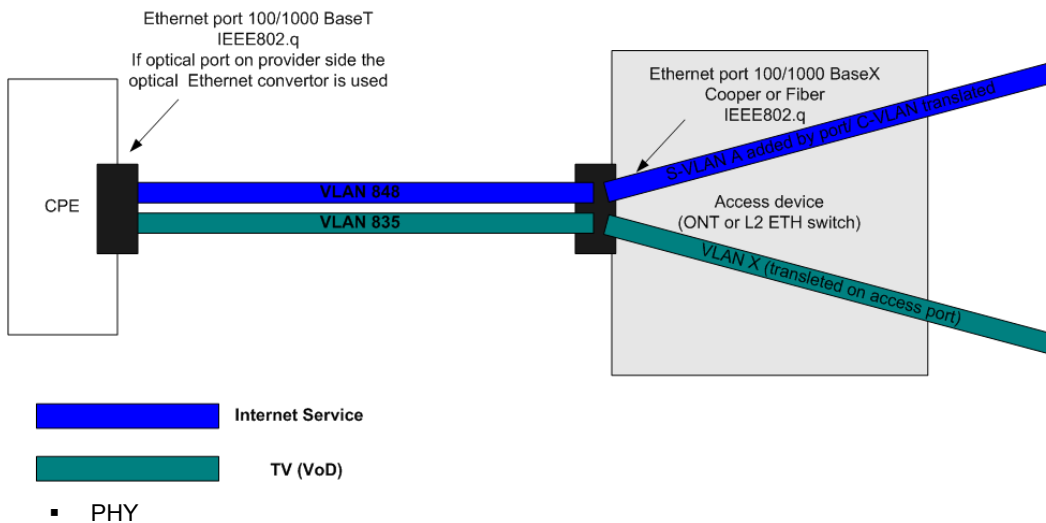 Ethernet port 100/1000 BaseT
IEEE802.q
If optical port on provider side the
optical Ethernet convertor is used
Ethernet port 100/1000 BaseX
Cooper or Fiber
IEEE802.q
CPE
VLAN 848
VLAN 835
S-VLAN A added by port/ C-VLAN translated
Access device
(ONT or L2 ETH switch)
VLAN X (transleted on access port)
Internet Service
TV (VoD)
▪ PHY